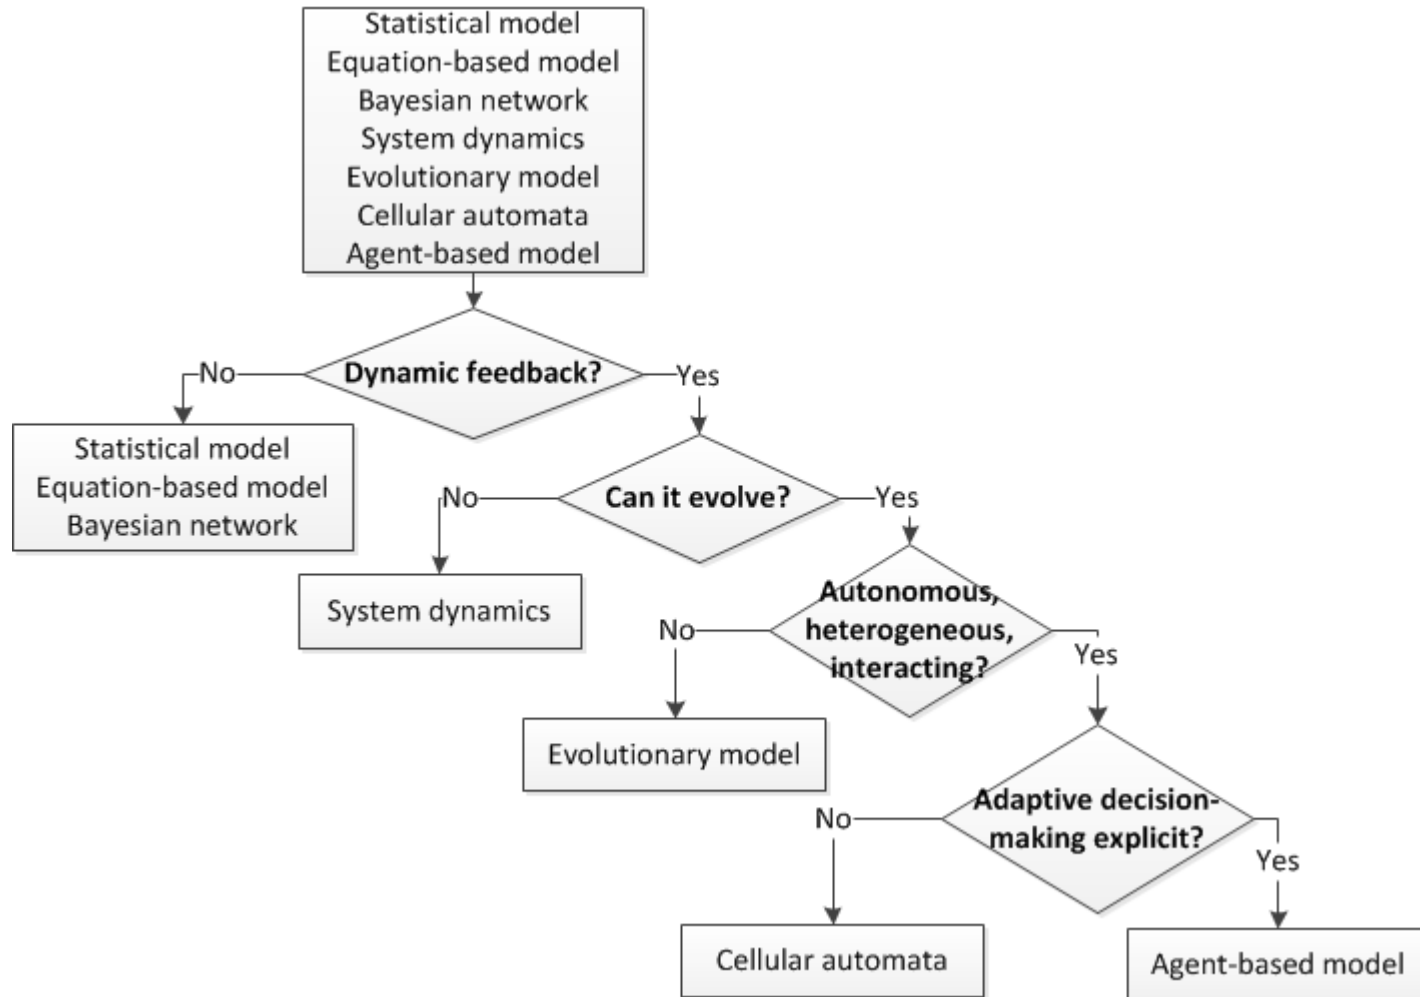 Statistical model
Equation-based model
Bayesian network
System dynamics
Evolutionary model
Cellular automata
Agent-based model
Dynamic feedback?
No
Yes
Statistical model
Equation-based model
Bayesian network
Can it evolve?
No
Yes
System dynamics
Autonomous,
heterogeneous,
interacting?
No
Yes
Evolutionary model
Adaptive decision-
making explicit?
No
Yes
Cellular automata
Agent-based model